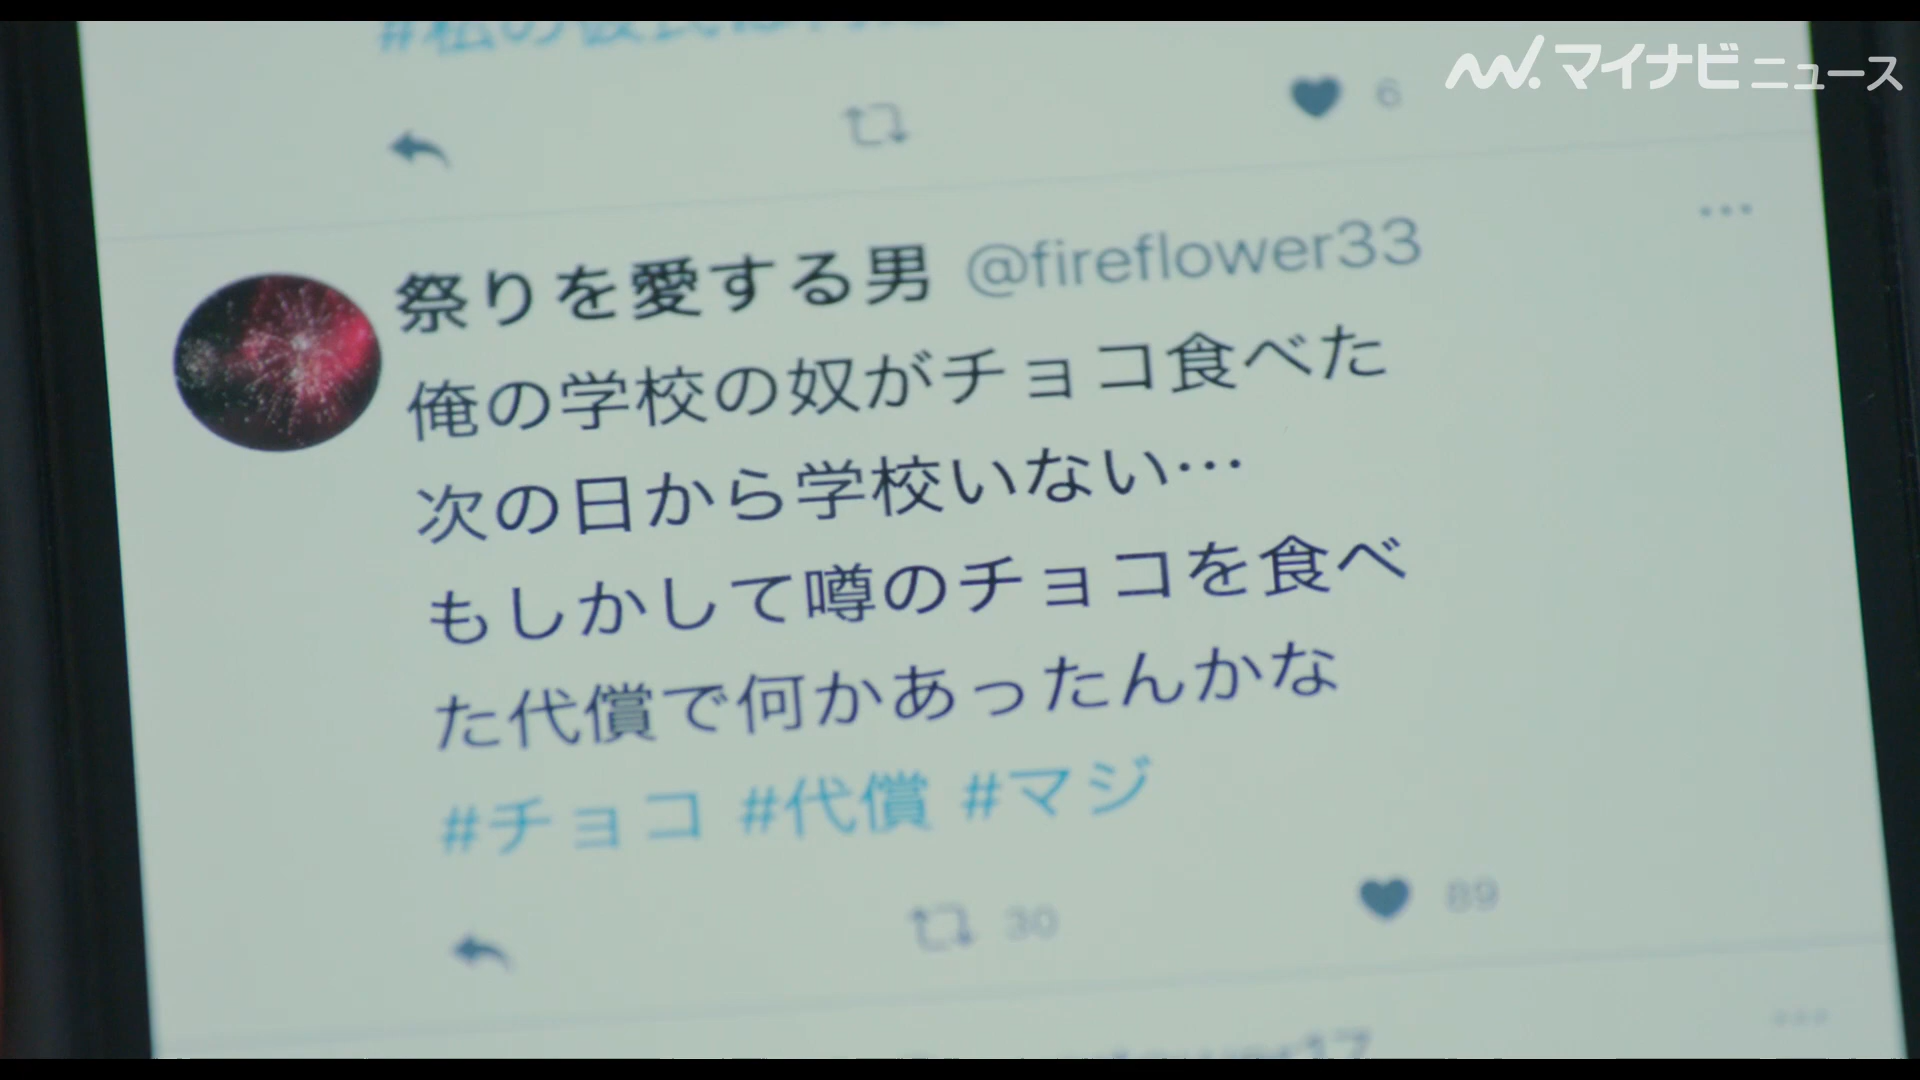 マイナビニュース
6
祭りを愛する男 @fireflower33
俺の学校の奴がチョコ食べた
次の日から学校いない…
もしかして噂のチョコを食べ
た代償で何かあったんかな
#チョコ #代償 #マジ
30 89